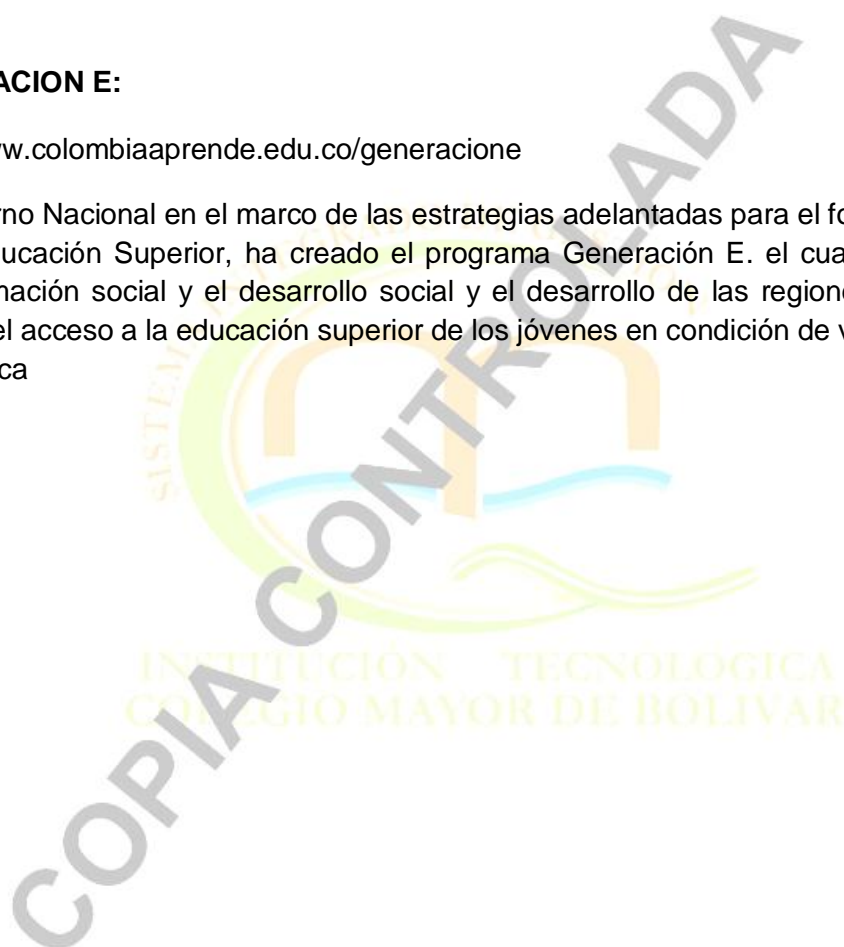 ACION E:
w.colombiaaprende.edu.co/generacione
rno Nacional en el marco de las estrategias adelantadas para el fo
ucación Superior, ha creado el programa Generación E. el cua
mación social y el desarrollo social y el desarrollo de las regione
el acceso a la educación superior de los jóvenes en condición de v
ca
COPIA CONTROLADA
INSTITUCIÓN TECNOLOGICA
COLEGIO MAYOR DE BOLIVAR